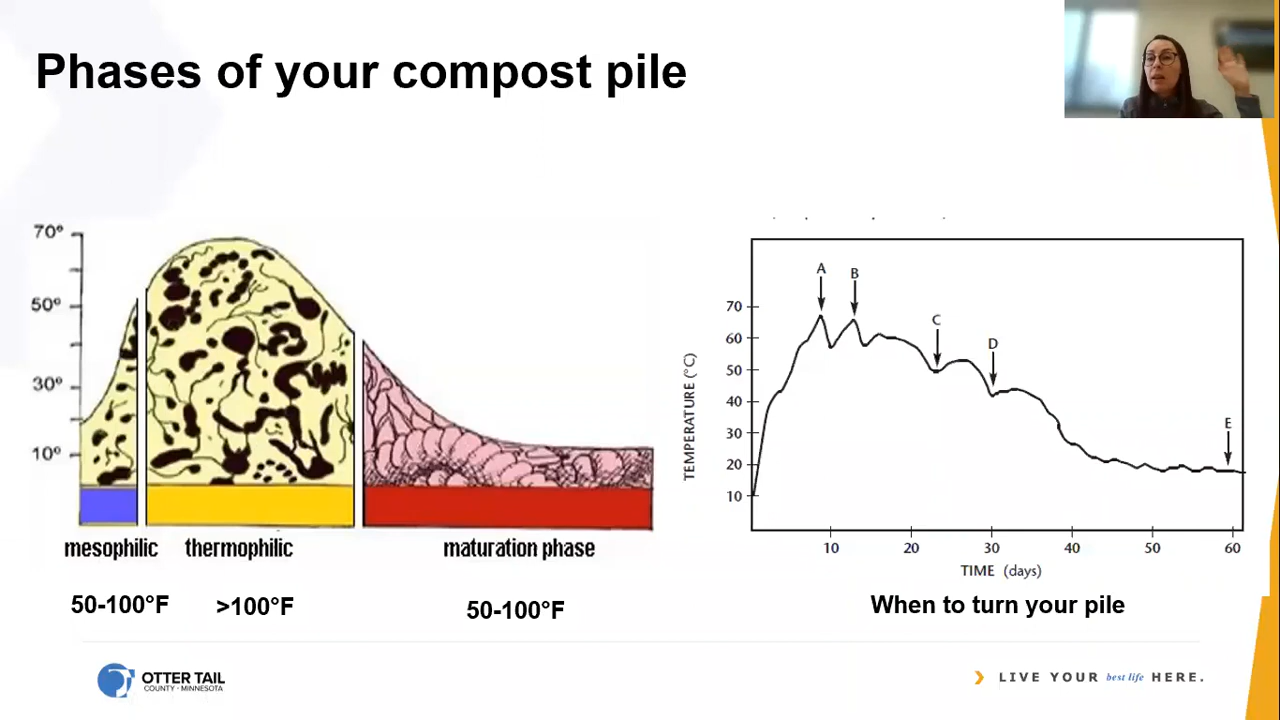 Phases of your compost pile
70°
50°
30°
10°
mesophilic
thermophilic
maturation phase
50-100°F
>100°F
50-100°F
TEMPERATURE (°C)
70
60
50
40
30
20
10
A
B
C
D
E
10 20 30 40 50 60
TIME (days)
When to turn your pile
OTTER TAIL
COUNTY · MINNESOTA
LIVE YOUR best life HERE.